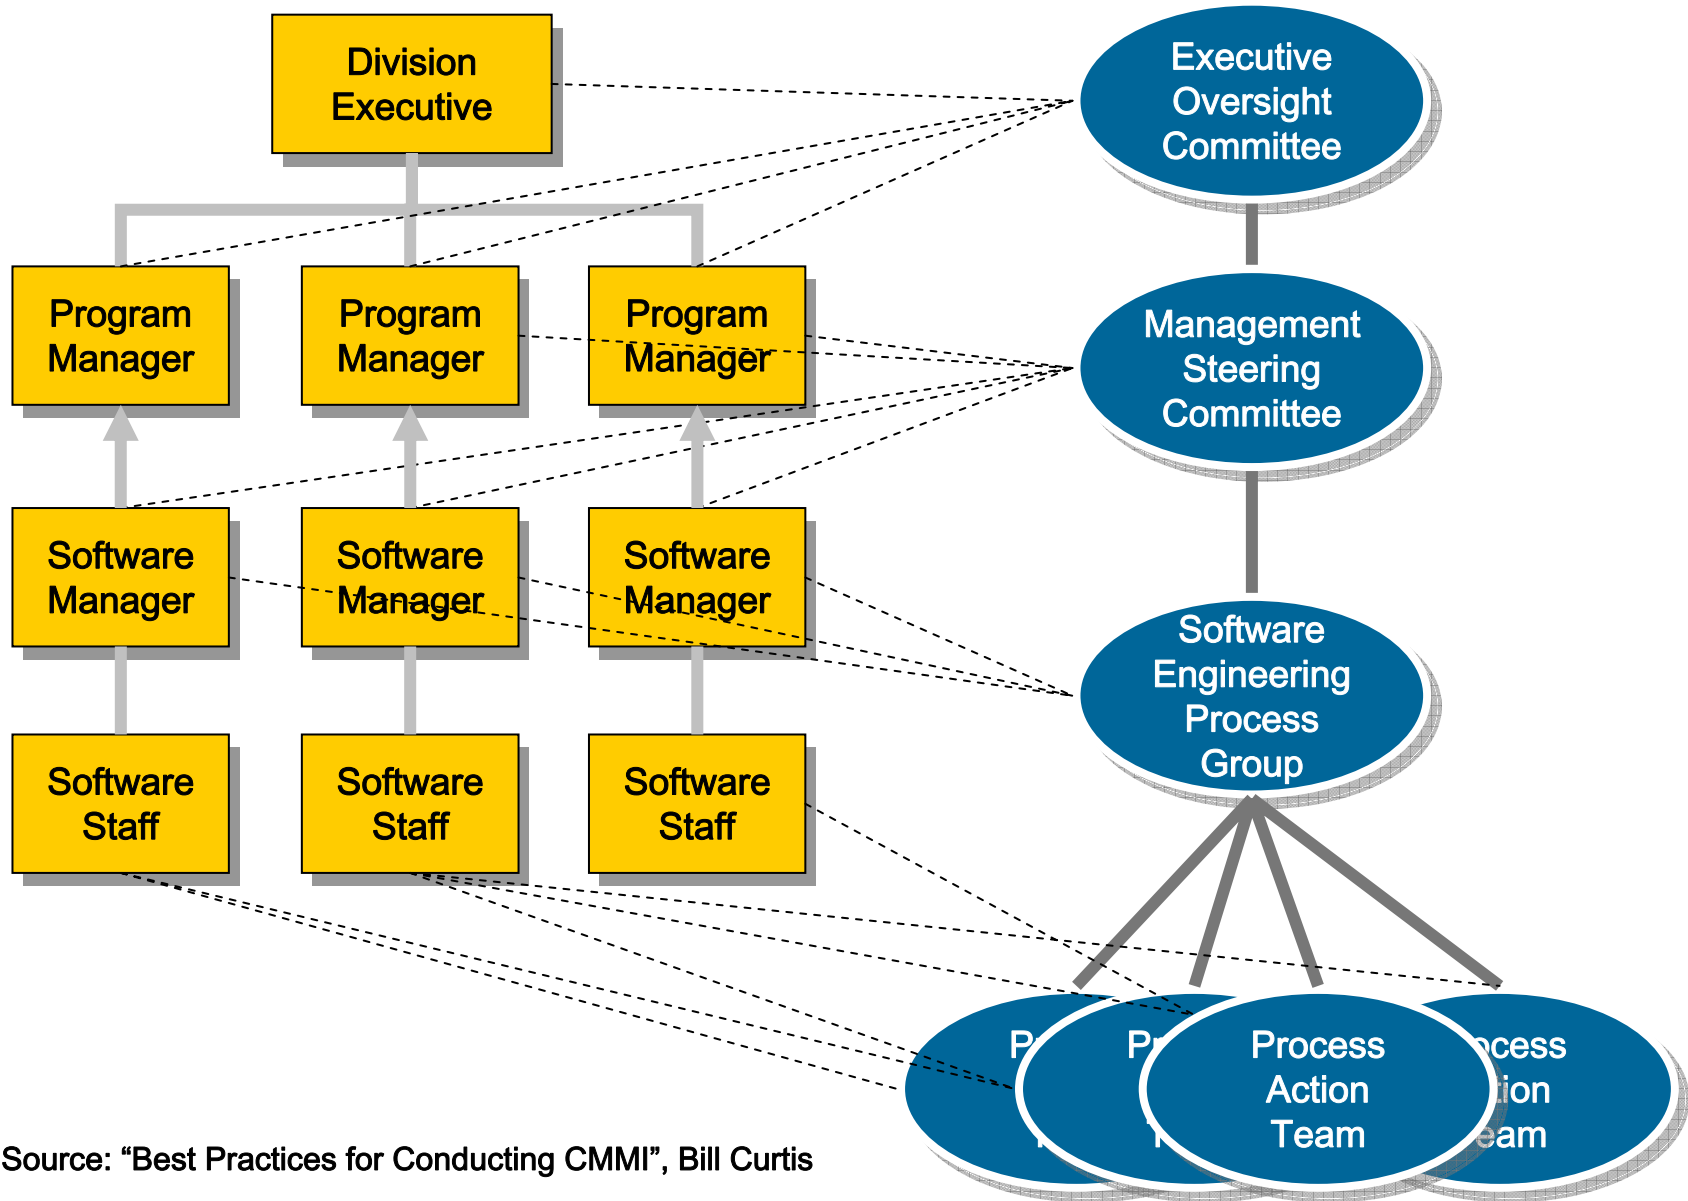 Division
Executive
Executive
Oversight
Committee
Program
Manager
Program
Manager
Program
Manager
Management
Steering
Committee
Software
Manager
Software
Manager
Software
Manager
Software
Engineering
Process
Group
Software
Staff
Software
Staff
Software
Staff
Process
Action
Team
Source: “Best Practices for Conducting CMMI”, Bill Curtis